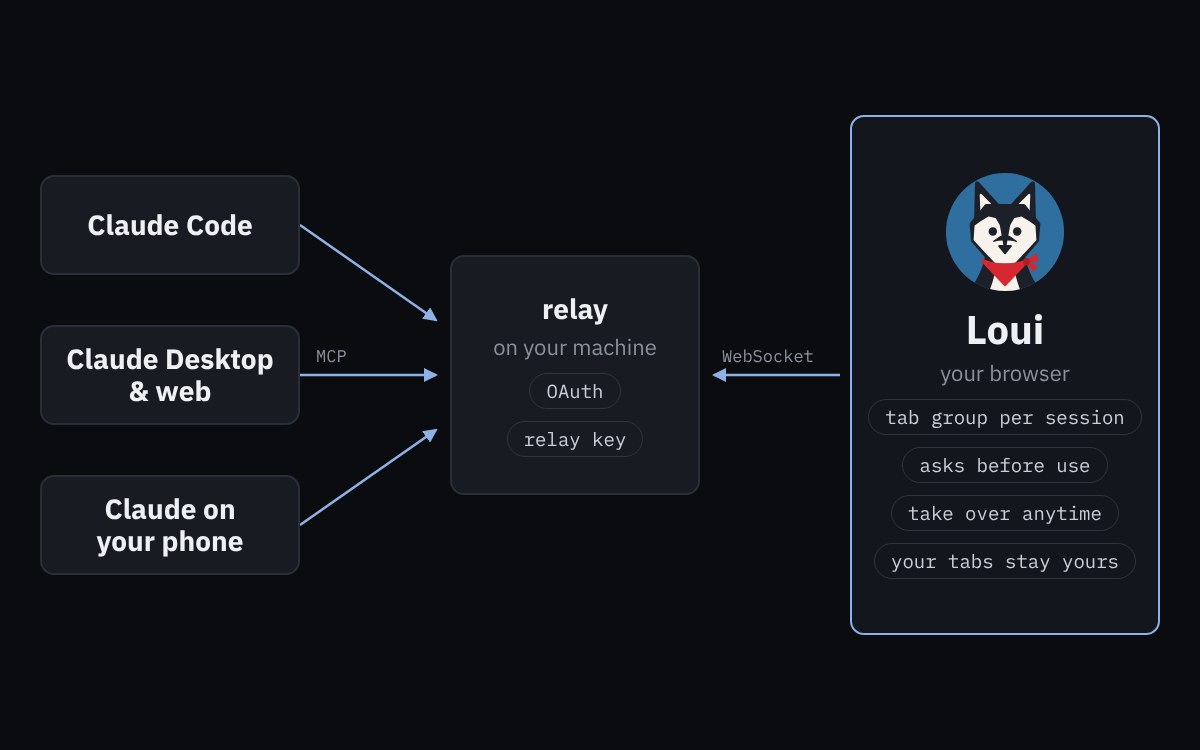 Claude Code
Claude Desktop
& web
Claude on
your phone
MCP
relay
on your machine
OAuth
relay key
WebSocket
Loui
your browser
tab group per session
asks before use
take over anytime
your tabs stay yours